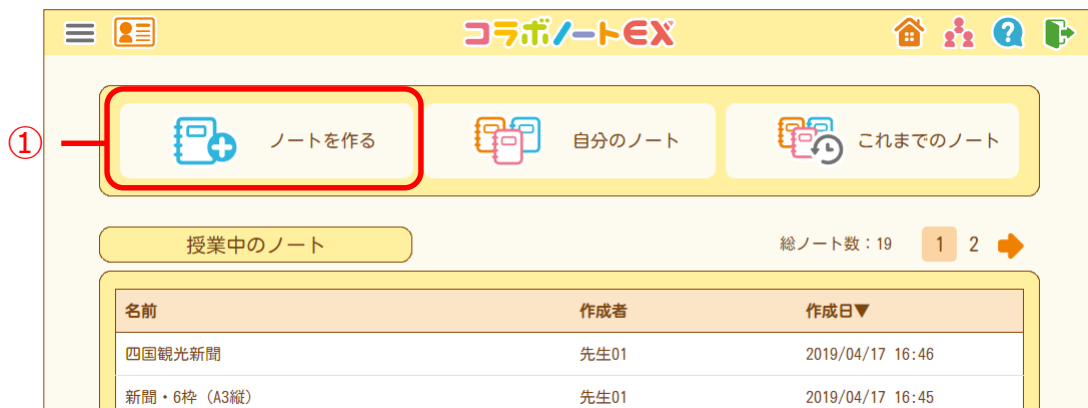 コラボノートEX
①
ノートを作る
自分のノート
これまでのノート
授業中のノート
総ノート数：19 1 2
名前 作成者 作成日▼
四国観光新聞 先生01 2019/04/17 16:46
新聞・6枠（A3縦） 先生01 2019/04/17 16:45